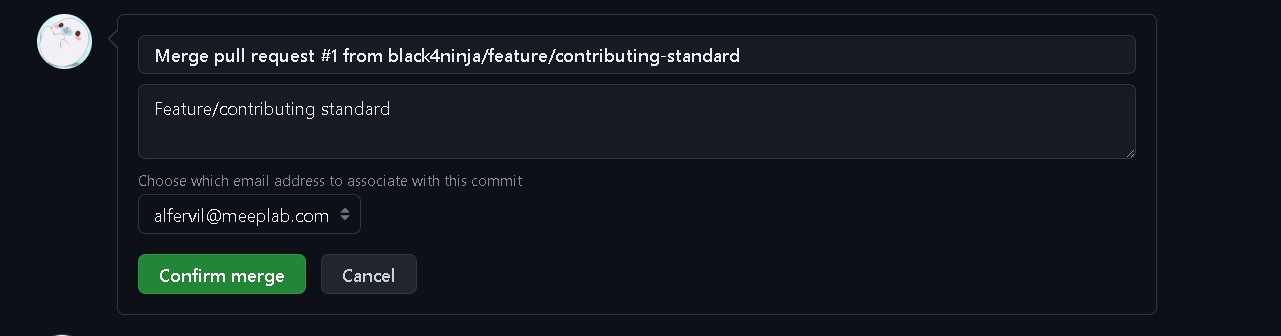 Merge pull request #1 from black4ninja/feature/contributing-standard
Feature/contributing standard
Choose which email address to associate with this commit
alfervil@meeplab.com
Confirm merge
Cancel